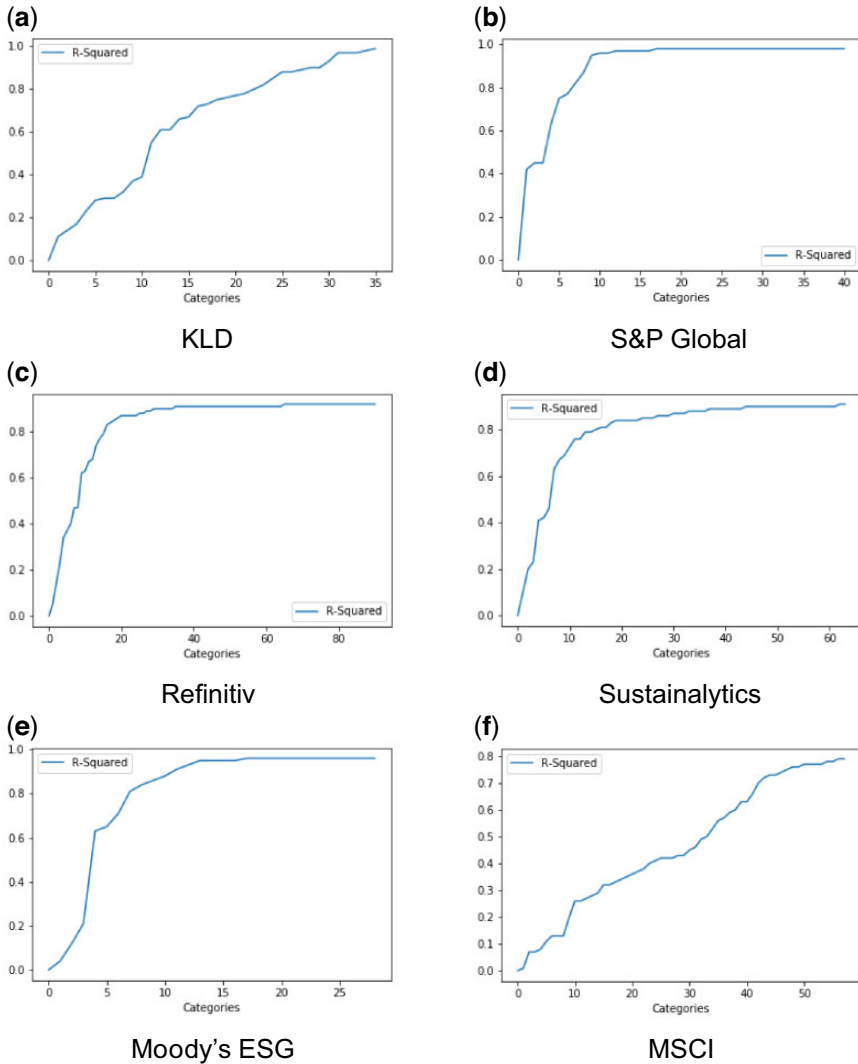 (a)
1.0
0.8
0.6
0.4
0.2
0.0
R-Squared
0 5 10 15 20 25 30 35
Categories
KLD
(b)
1.0
0.8
0.6
0.4
0.2
0.0
R-Squared
0 5 10 15 20 25 30 35 40
Categories
S&P Global
(c)
0.8
0.6
0.4
0.2
0.0
R-Squared
0 20 40 60 80
Categories
Refinitiv
(d)
0.8
0.6
0.4
0.2
0.0
R-Squared
0 10 20 30 40 50 60
Categories
Sustainalytics
(e)
1.0
0.8
0.6
0.4
0.2
0.0
R-Squared
0 5 10 15 20 25
Categories
Moody's ESG
(f)
0.8
0.7
0.6
0.5
0.4
0.3
0.2
0.1
0.0
R-Squared
0 10 20 30 40 50
Categories
MSCI